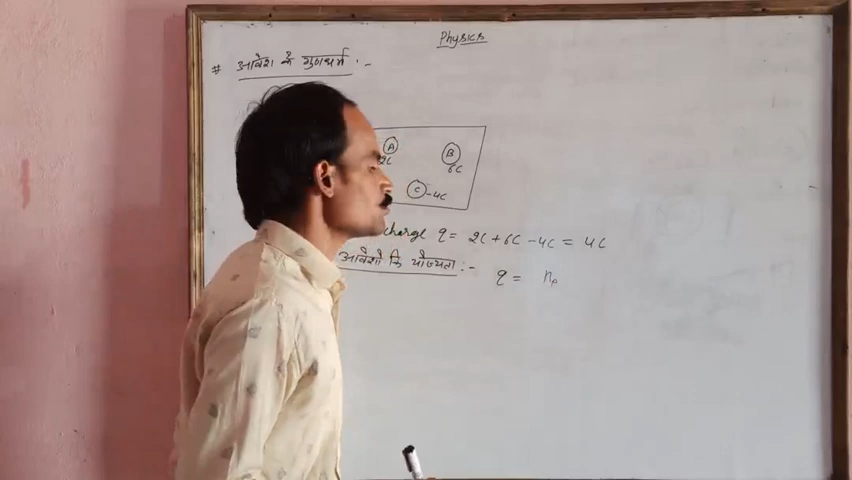 Physics
# आवेश के गुणधर्म :-
A
2C
B
6C
C -4C
charge q = 2C + 6C - 4C = 4C
आवेशो कि योज्यता :-
q = np